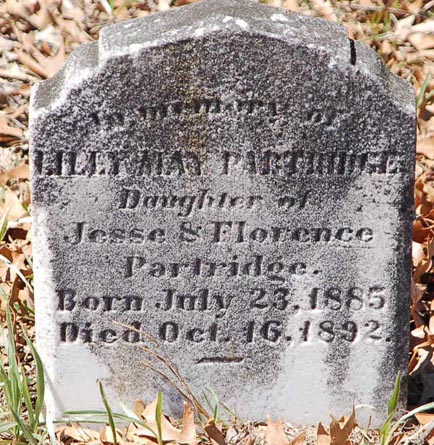 In memory of
LILLY MAY PARTRIDGE
Daughter of
Jesse & Florence
Partridge.
Born July 23, 1885
Died Oct. 16, 1892.